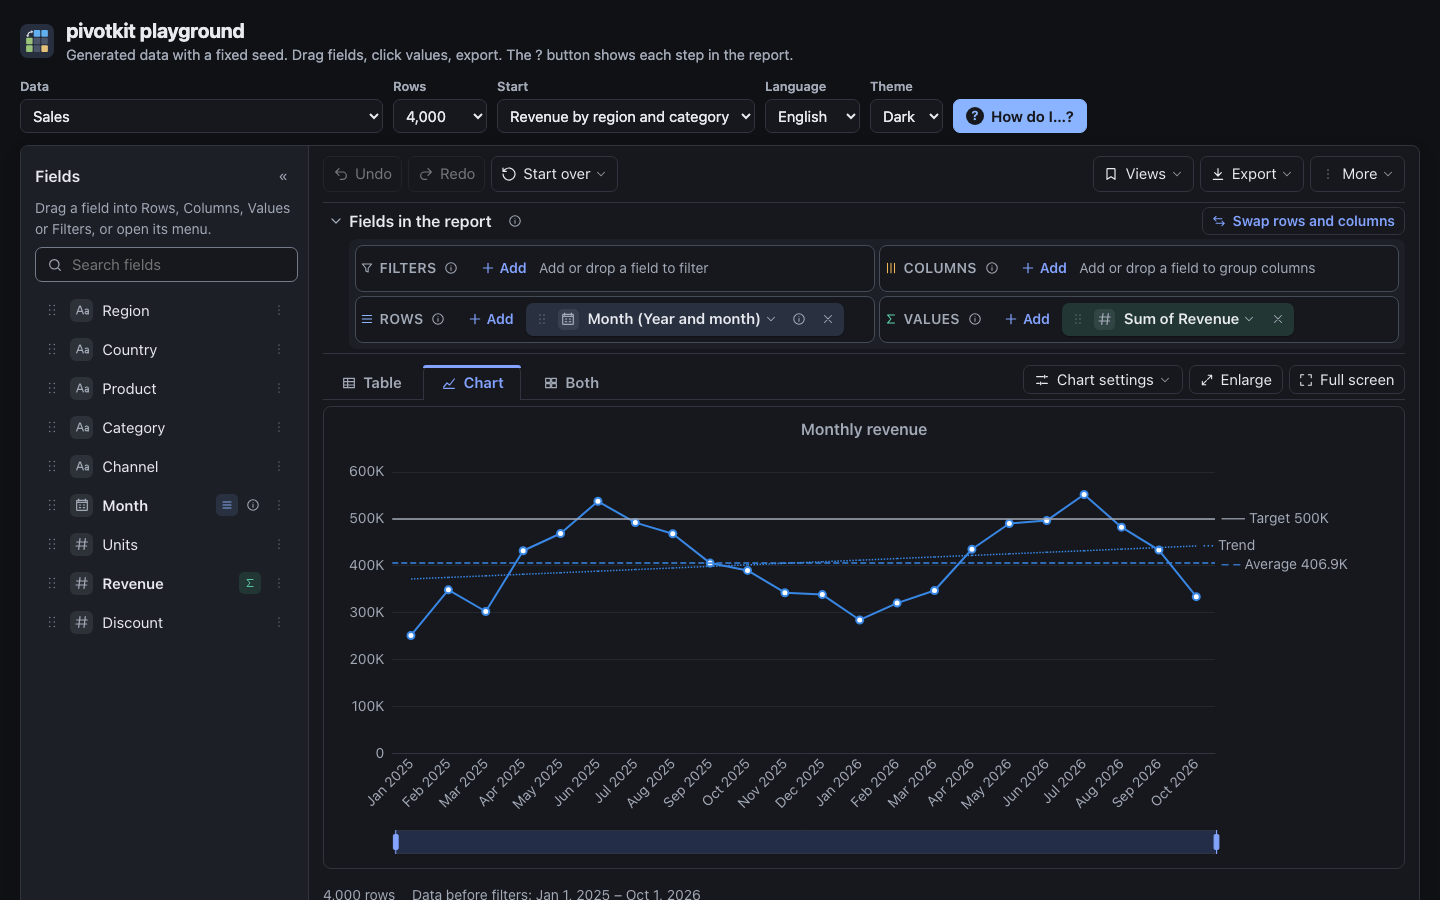 pivotkit playground
Generated data with a fixed seed. Drag fields, click values, export. The ? button shows each step in the report.
Data
Rows
Start
Language
Theme
Sales
4,000
Revenue by region and category
English
Dark
? How do I...?
Fields
«
Drag a field into Rows, Columns, Values
or Filters, or open its menu.
Search fields
Aa Region
Aa Country
Aa Product
Aa Category
Aa Channel
Month
# Units
# Revenue Σ
# Discount
Undo
Redo
Start over
Views
Export
More
Fields in the report
Swap rows and columns
FILTERS + Add Add or drop a field to filter
COLUMNS + Add Add or drop a field to group columns
ROWS + Add Month (Year and month) ×
Σ VALUES + Add # Sum of Revenue ×
Table
Chart
Both
Chart settings
Enlarge
Full screen
Monthly revenue
600K
500K
400K
300K
200K
100K
0
Target 500K
Trend
Average 406.9K
Jan 2025
Feb 2025
Mar 2025
Apr 2025
May 2025
Jun 2025
Jul 2025
Aug 2025
Sep 2025
Oct 2025
Nov 2025
Dec 2025
Jan 2026
Feb 2026
Mar 2026
Apr 2026
May 2026
Jun 2026
Jul 2026
Aug 2026
Sep 2026
Oct 2026
4,000 rows Data before filters: Jan 1, 2025 – Oct 1, 2026